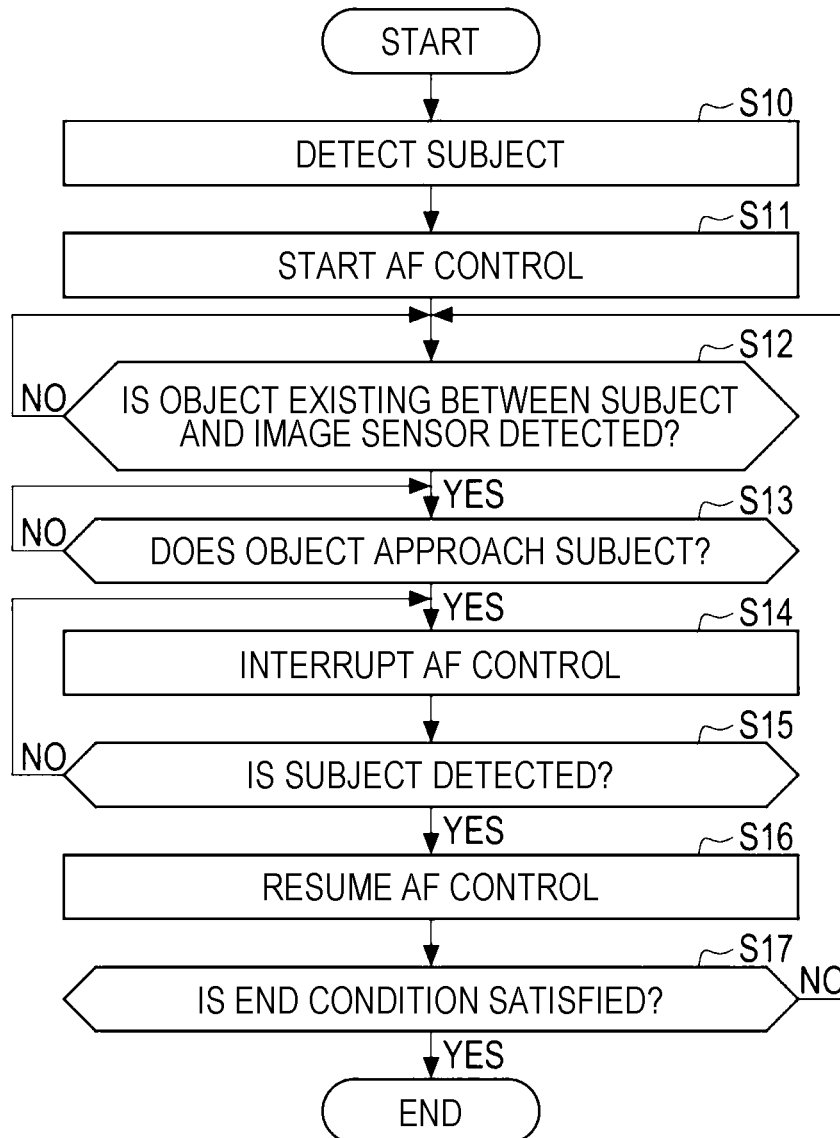 START
S10
DETECT SUBJECT
S11
START AF CONTROL
S12
NO
IS OBJECT EXISTING BETWEEN SUBJECT
AND IMAGE SENSOR DETECTED?
YES
S13
NO
DOES OBJECT APPROACH SUBJECT?
YES
S14
INTERRUPT AF CONTROL
S15
NO
IS SUBJECT DETECTED?
YES
S16
RESUME AF CONTROL
S17
NO
IS END CONDITION SATISFIED?
YES
END